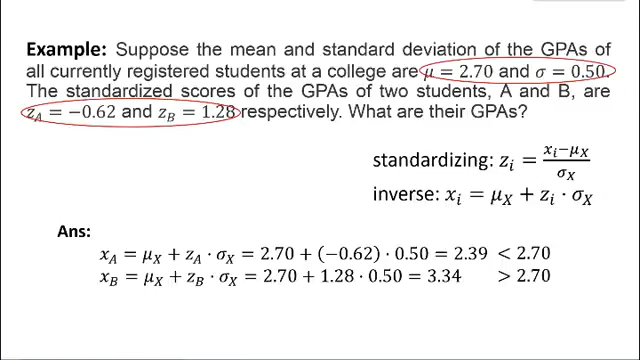 Example: Suppose the mean and standard deviation of the GPAs of
all currently registered students at a college are μ = 2.70 and σ = 0.50.
The standardized scores of the GPAs of two students, A and B, are
z_A = −0.62 and z_B = 1.28 respectively. What are their GPAs?
standardizing: z_i = (x_i−μ_X)/σ_X
inverse: x_i = μ_X + z_i · σ_X
Ans:
x_A = μ_X + z_A · σ_X = 2.70 + (−0.62) · 0.50 = 2.39 < 2.70
x_B = μ_X + z_B · σ_X = 2.70 + 1.28 · 0.50 = 3.34 > 2.70